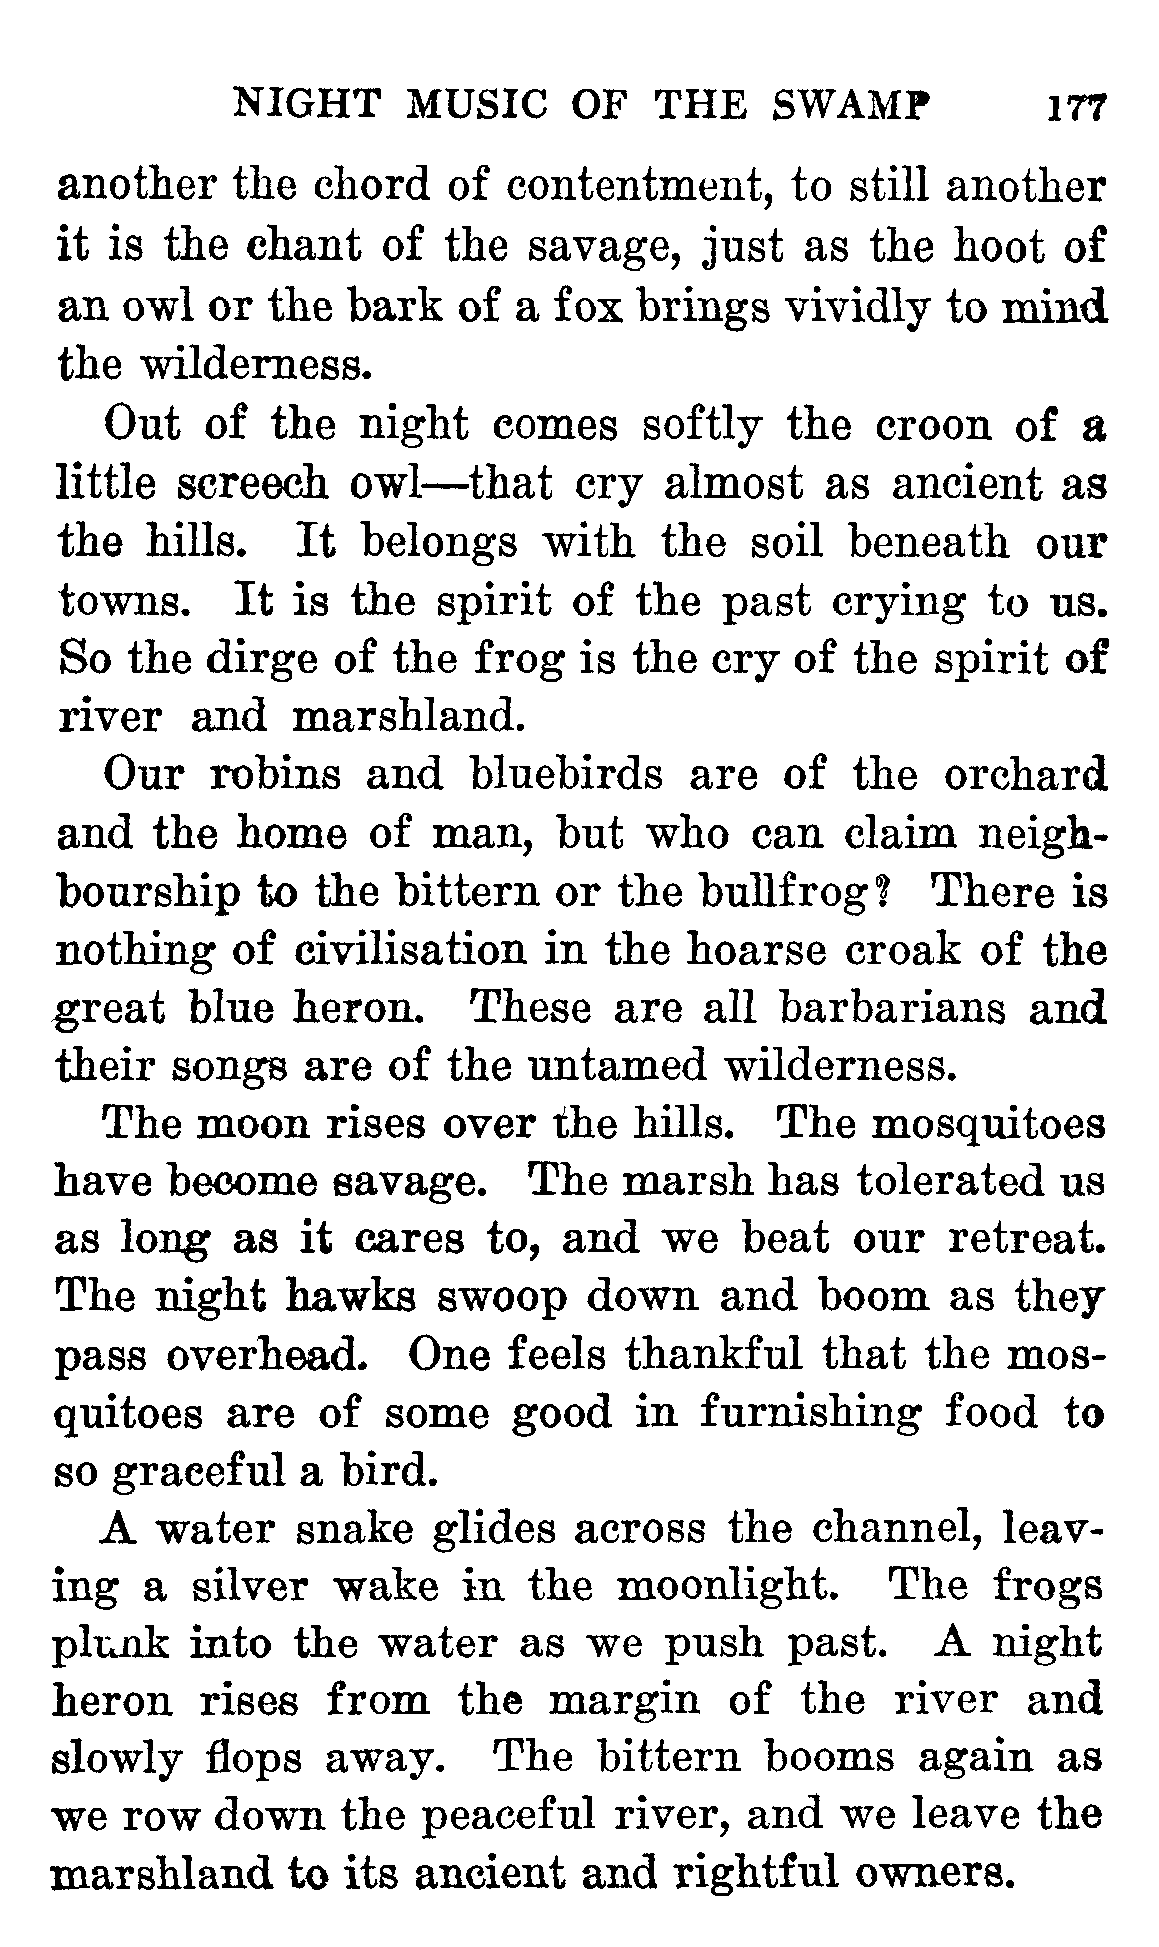 NIGHT MUSIC OF THE SWAMP 177
another the chord of contentment, to still another
it is the chant of the savage, just as the hoot of
an owl or the bark of a fox brings vividly to mind
the wilderness.
Out of the night comes softly the croon of a
little screech owl—that cry almost as ancient as
the hills. It belongs with the soil beneath our
towns. It is the spirit of the past crying to us.
So the dirge of the frog is the cry of the spirit of
river and marshland.
Our robins and bluebirds are of the orchard
and the home of man, but who can claim neigh-
bourship to the bittern or the bullfrog? There is
nothing of civilisation in the hoarse croak of the
great blue heron. These are all barbarians and
their songs are of the untamed wilderness.
The moon rises over the hills. The mosquitoes
have become savage. The marsh has tolerated us
as long as it cares to, and we beat our retreat.
The night hawks swoop down and boom as they
pass overhead. One feels thankful that the mos-
quitoes are of some good in furnishing food to
so graceful a bird.
A water snake glides across the channel, leav-
ing a silver wake in the moonlight. The frogs
plunk into the water as we push past. A night
heron rises from the margin of the river and
slowly flops away. The bittern booms again as
we row down the peaceful river, and we leave the
marshland to its ancient and rightful owners.